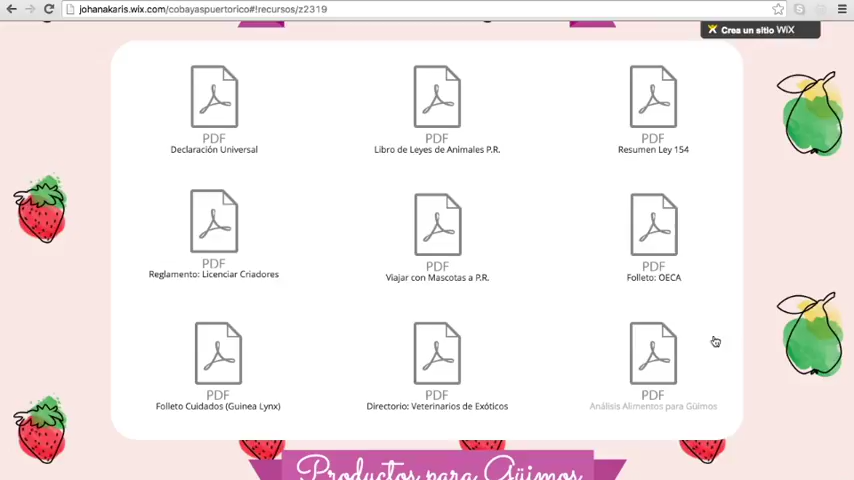 johanakaris.wix.com/cobayaspuertorico#!recursos/z2319
Crea un sitio WiX
PDF
Declaración Universal
PDF
Libro de Leyes de Animales P.R.
PDF
Resumen Ley 154
PDF
Reglamento: Licenciar Criadores
PDF
Viajar con Mascotas a P.R.
PDF
Folleto: OECA
PDF
Folleto Cuidados (Guinea Lynx)
PDF
Directorio: Veterinarios de Exóticos
PDF
Análisis Alimentos para Güimos
Productos para Güimos